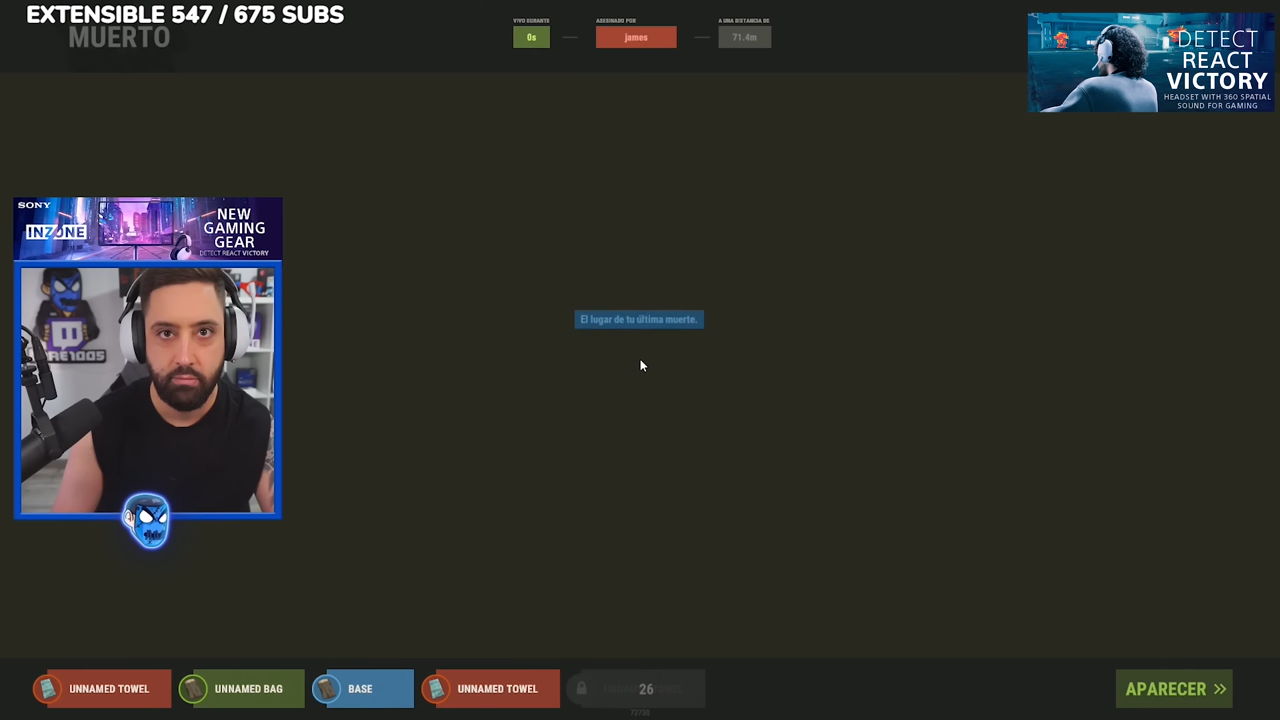 EXTENSIBLE 547 / 675 SUBS
MUERTO
VIVO DURANTE
0s
ASESINADO POR
james
A UNA DISTANCIA DE
71.4m
DETECT
REACT
VICTORY
HEADSET WITH 360 SPATIAL
SOUND FOR GAMING
SONY
INZONE
NEW
GAMING
GEAR
DETECT REACT VICTORY
RE1005
El lugar de tu última muerte.
UNNAMED TOWEL
UNNAMED BAG
BASE
UNNAMED TOWEL
26
APARECER